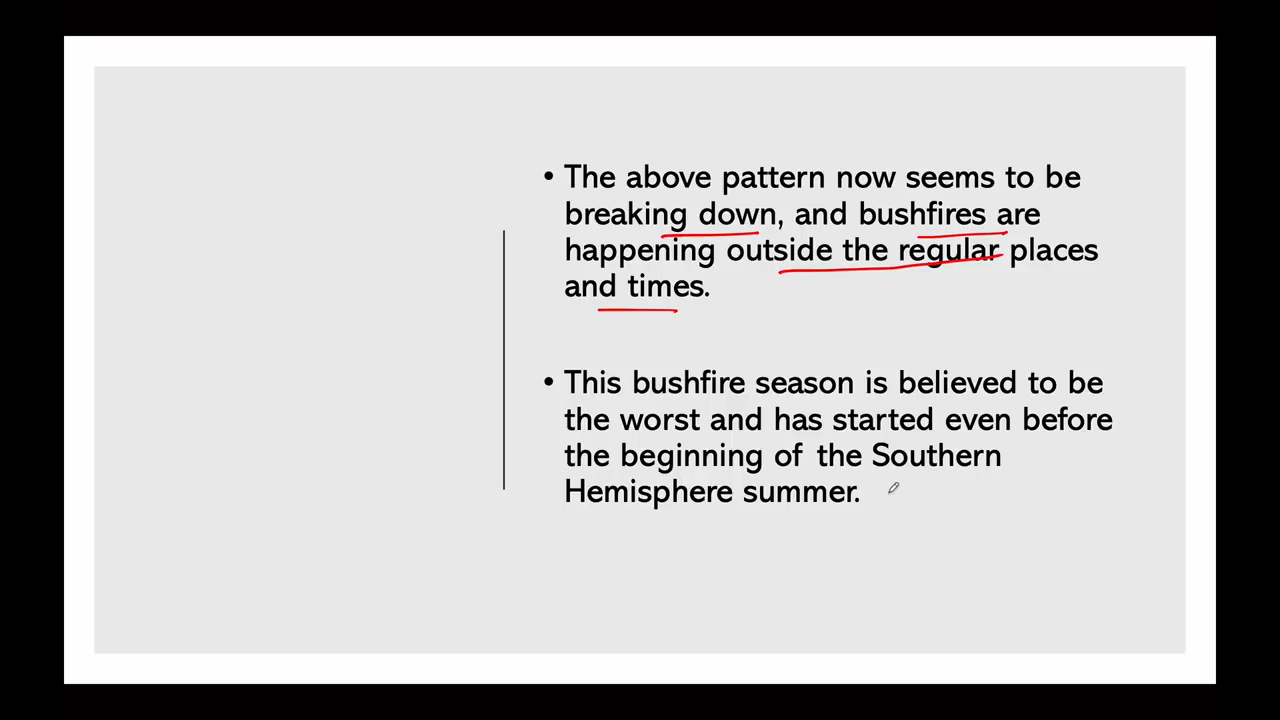 • The above pattern now seems to be
breaking down, and bushfires are
happening outside the regular places
and times.
• This bushfire season is believed to be
the worst and has started even before
the beginning of the Southern
Hemisphere summer.